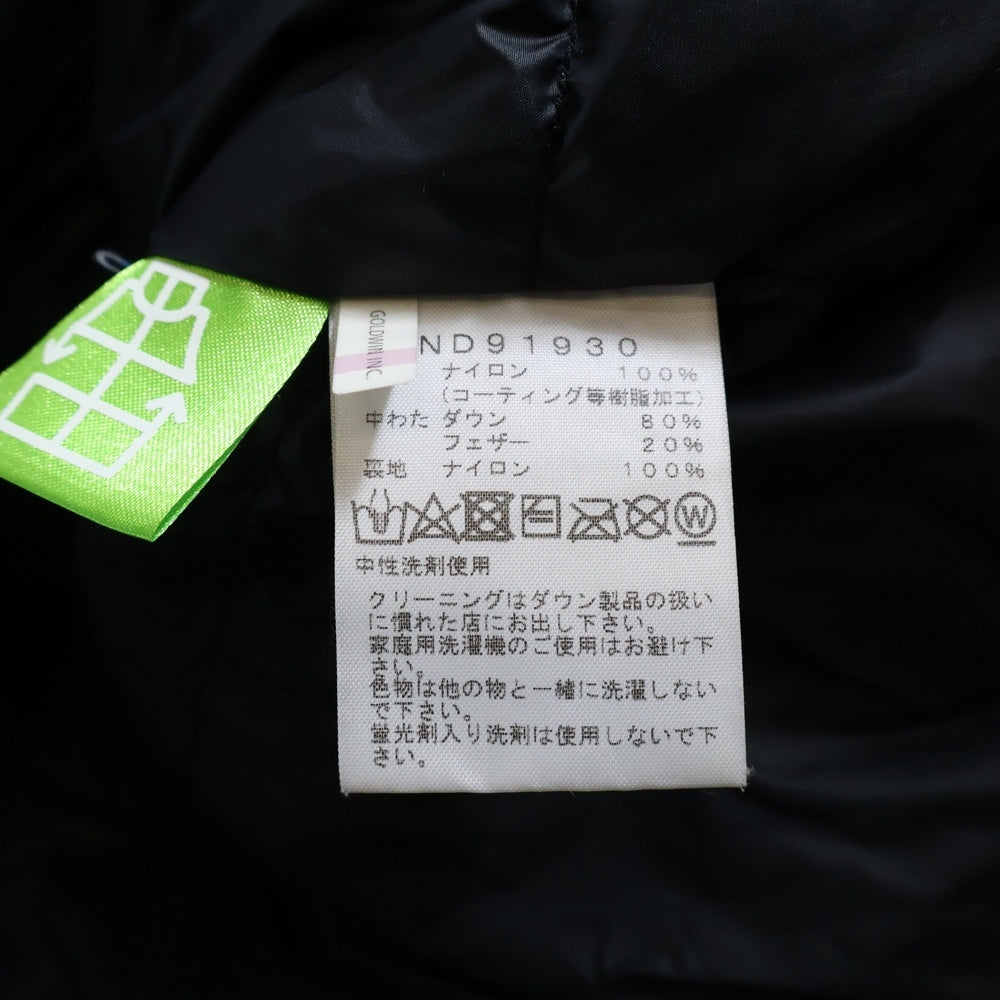 GOLDWIN INC.
ND91930
ナイロン 100%
(コーティング等樹脂加工)
中わた ダウン 80%
フェザー 20%
裏地 ナイロン 100%
W
中性洗剤使用
クリーニングはダウン製品の扱い
に慣れた店にお出し下さい。
家庭用洗濯機のご使用はお避け下
さい。
色物は他の物と一緒に洗濯しない
で下さい。
蛍光剤入り洗剤は使用しないで下
さい。